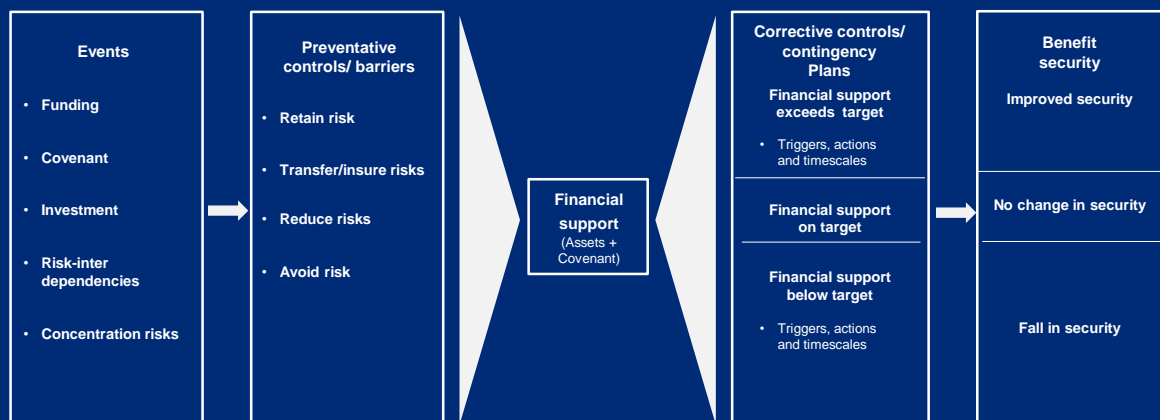 Events
• Funding
• Covenant
• Investment
• Risk-inter
dependencies
• Concentration risks
Preventative
controls/ barriers
• Retain risk
• Transfer/insure risks
• Reduce risks
• Avoid risk
Financial
support
(Assets +
Covenant)
Corrective controls/
contingency
Plans
Financial support
exceeds target
• Triggers, actions
and timescales
Financial support
on target
Financial support
below target
• Triggers, actions
and timescales
Benefit
security
Improved security
No change in security
Fall in security